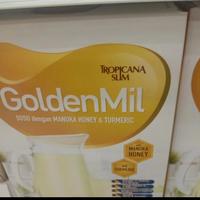 TROPICANA
SLIM
GoldenMil
SUSU dengan MANUKA HONEY & TURMERIC
MANUKA
HONEY